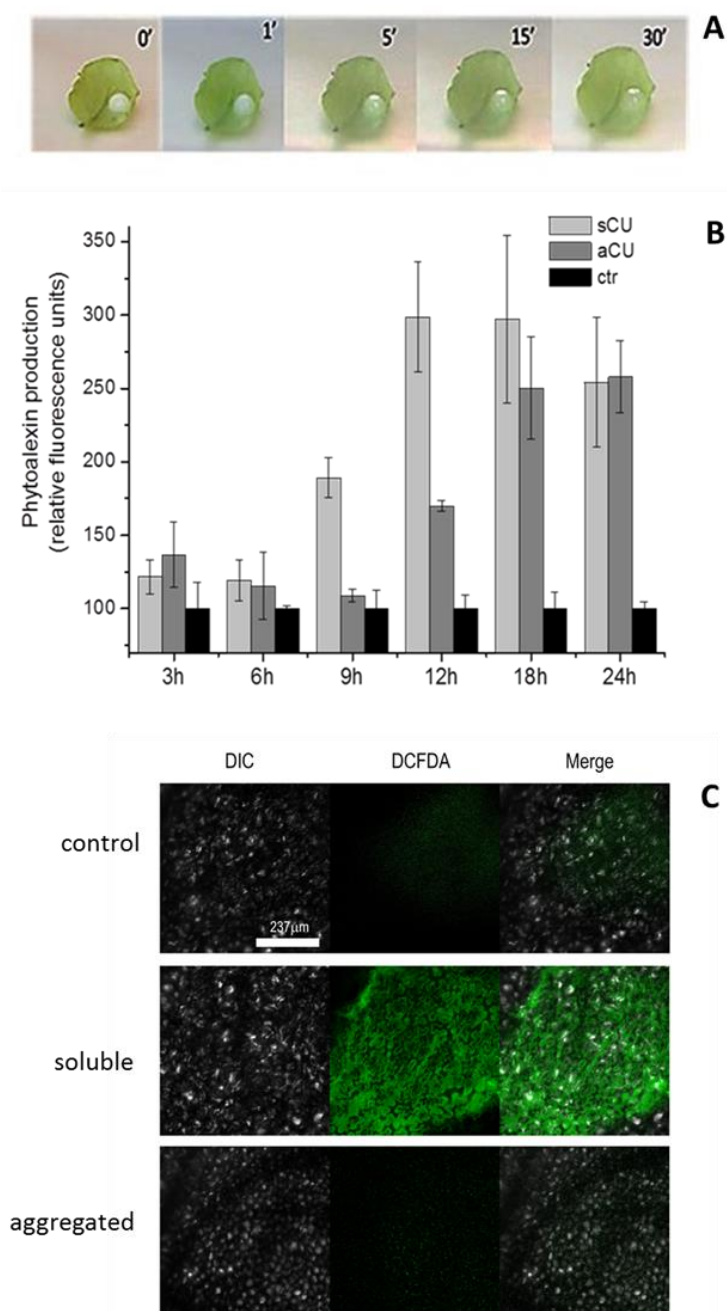 A
0' 1' 5' 15' 30'
B
Phytoalexin production
(relative fluorescence units)
350
300
250
200
150
100
sCU
aCU
ctr
3h 6h 9h 12h 18h 24h
DIC DCFDA Merge
C
control
237μm
soluble
aggregated